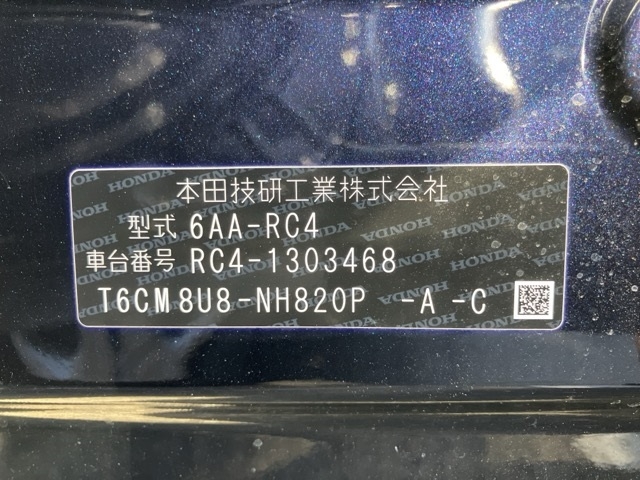 本田技研工業株式会社
型式 6AA-RC4
車台番号 RC4-1303468
T6CM8U8-NH820P -A-C